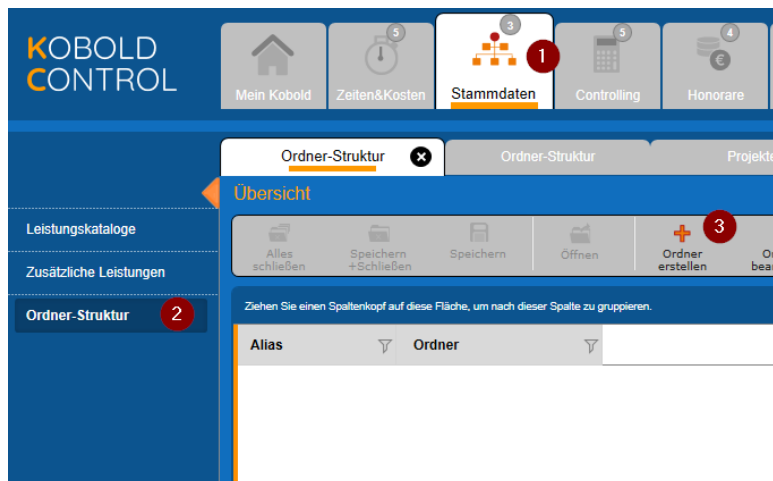 KOBOLD
CONTROL
5
3
5
4
1
Mein Kobold
Zeiten&Kosten
Stammdaten
Controlling
Honorare
Ordner-Struktur
Ordner-Struktur
Projekte
Übersicht
Leistungskataloge
Zusätzliche Leistungen
Ordner-Struktur
2
Alles
schließen
Speichern
+Schließen
Speichern
Öffnen
Ordner
erstellen
3
Ziehen Sie einen Spaltenkopf auf diese Fläche, um nach dieser Spalte zu gruppieren.
Alias
Ordner